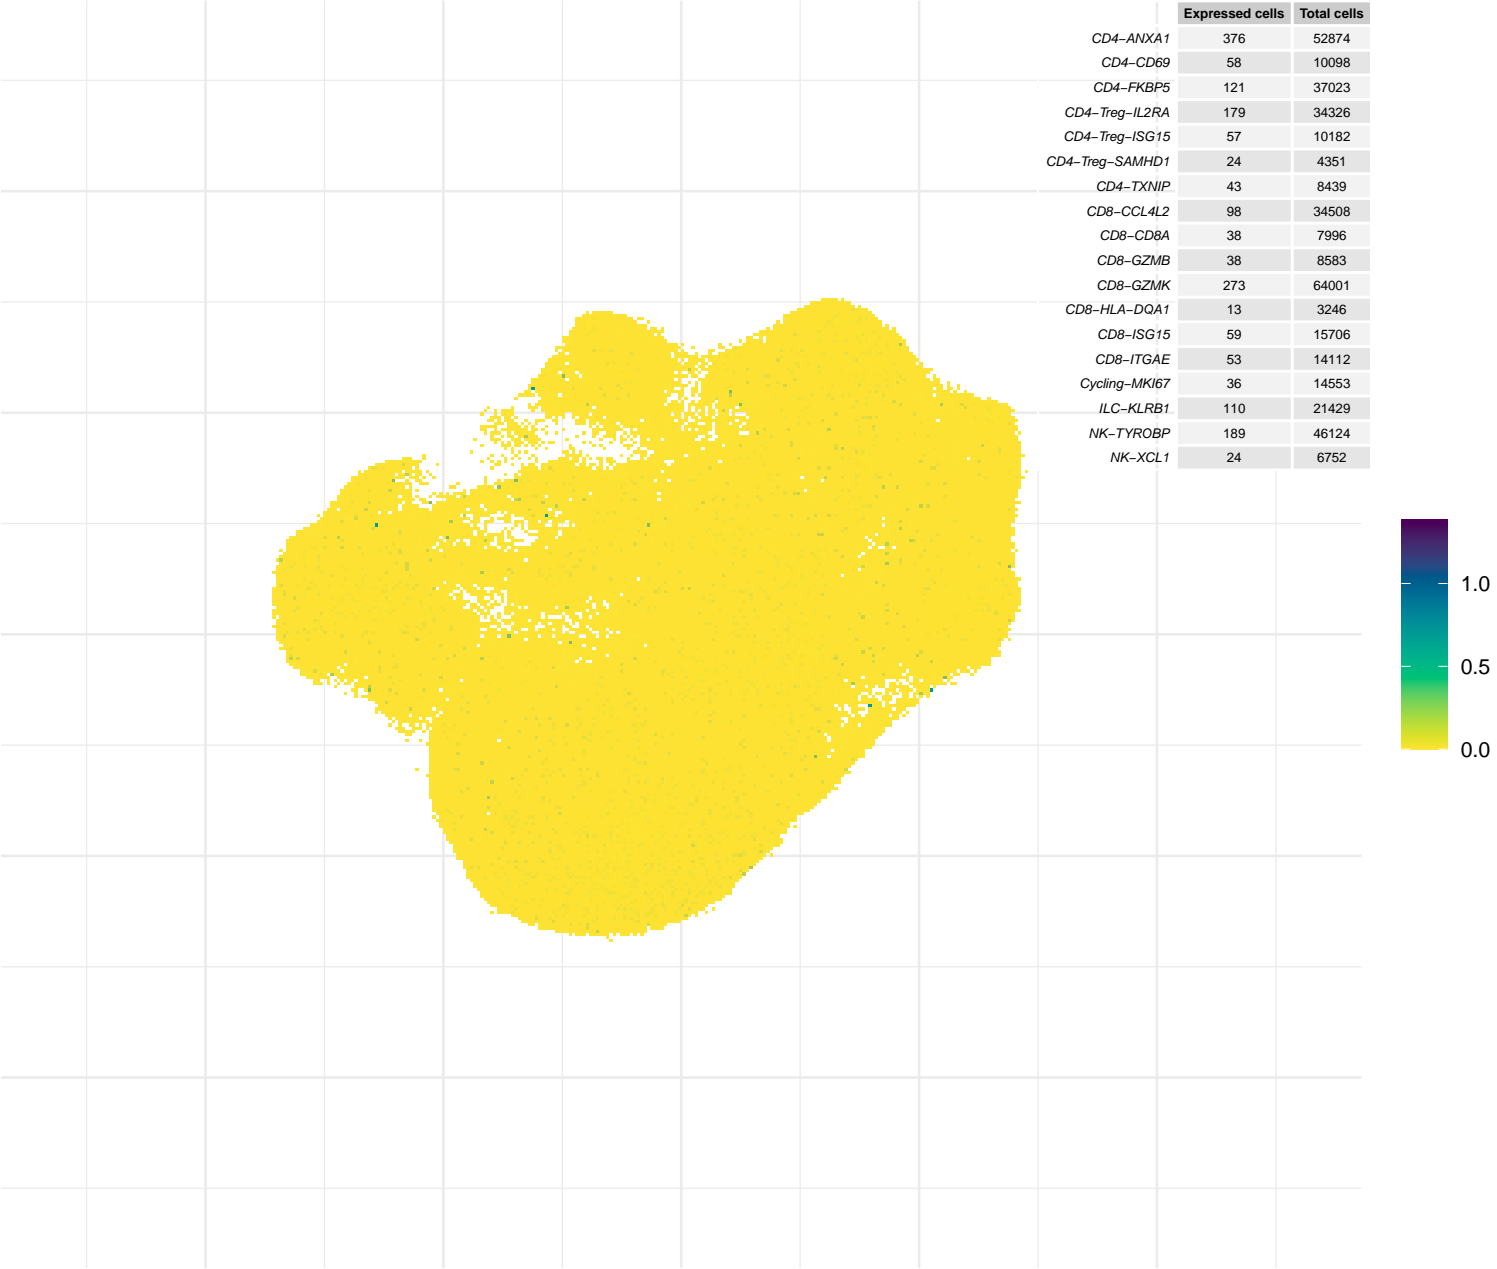 Expressed cells Total cells
CD4−ANXA1 376 52874
CD4−CD69 58 10098
CD4−FKBP5 121 37023
CD4−Treg−IL2RA 179 34326
CD4−Treg−ISG15 57 10182
CD4−Treg−SAMHD1 24 4351
CD4−TXNIP 43 8439
CD8−CCL4L2 98 34508
CD8−CD8A 38 7996
CD8−GZMB 38 8583
CD8−GZMK 273 64001
CD8−HLA−DQA1 13 3246
CD8−ISG15 59 15706
CD8−ITGAE 53 14112
Cycling−MKI67 36 14553
ILC−KLRB1 110 21429
NK−TYROBP 189 46124
NK−XCL1 24 6752
1.0
0.5
0.0